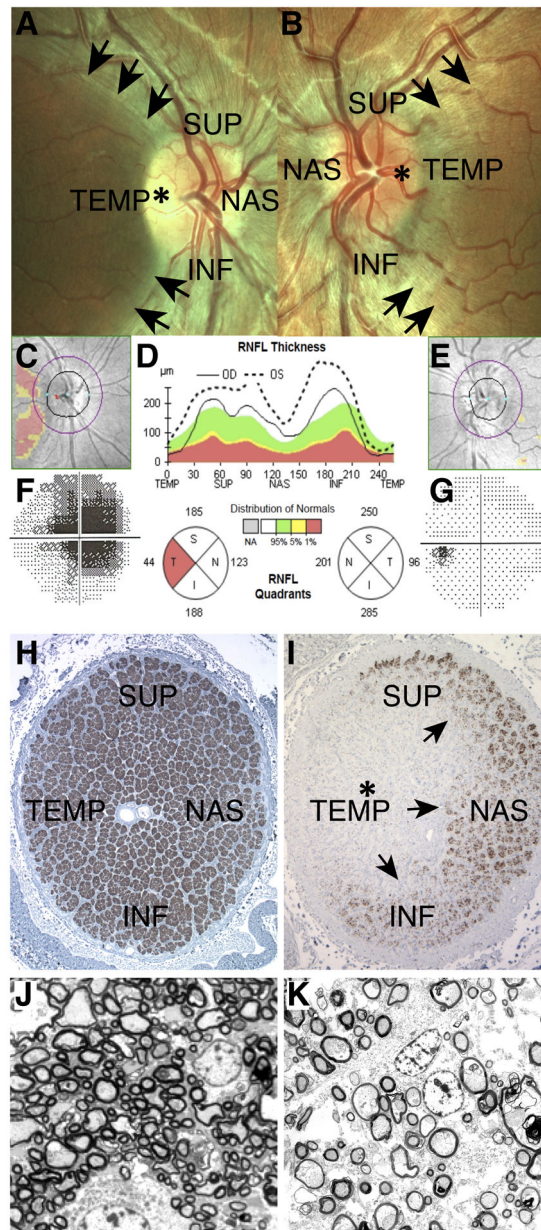 A
B
SUP
SUP
NAS
*
TEMP
TEMP*
NAS
INF
INF
C
D
RNFL Thickness
E
µm
OD
OS
200
100
0
0 30 60 90 120 150 180 210 240
TEMP SUP NAS INF TEMP
F
G
185
Distribution of Normals
250
NA 95% 5% 1%
S
S
44 T N 123
RNFL
Quadrants
201 N T 96
I
I
188
285
H
I
SUP
SUP
*
TEMP
NAS
TEMP
NAS
INF
INF
J
K